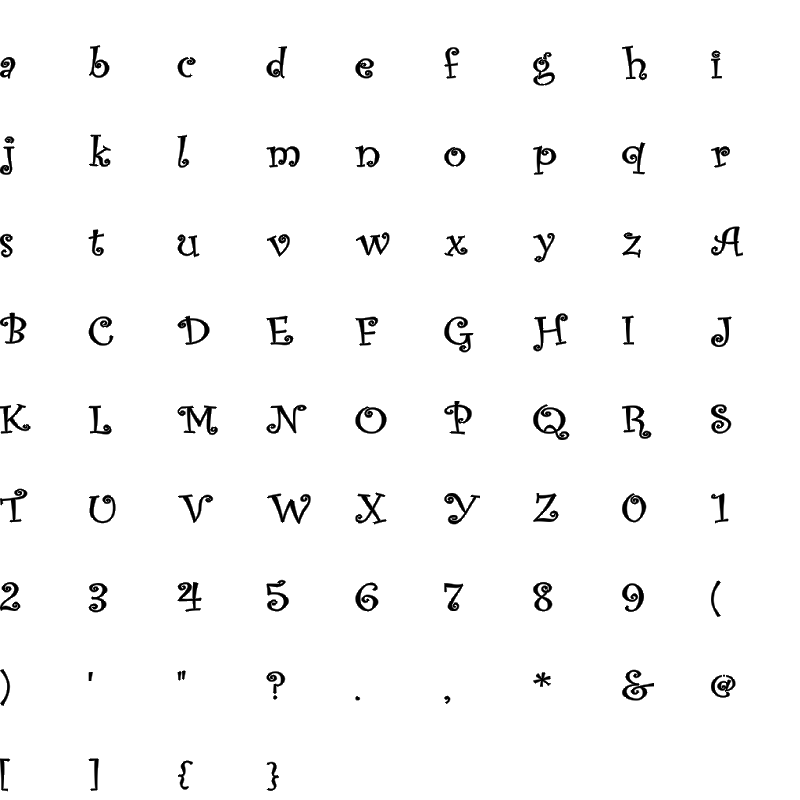 a b c d e f g h i
j k l m n o p q r
s t u v w x y z A
B C D E F G H I J
K L M N O P Q R S
T U V W X Y Z 0 1
2 3 4 5 6 7 8 9 (
) ' " ? . , * & @
[ ] { }